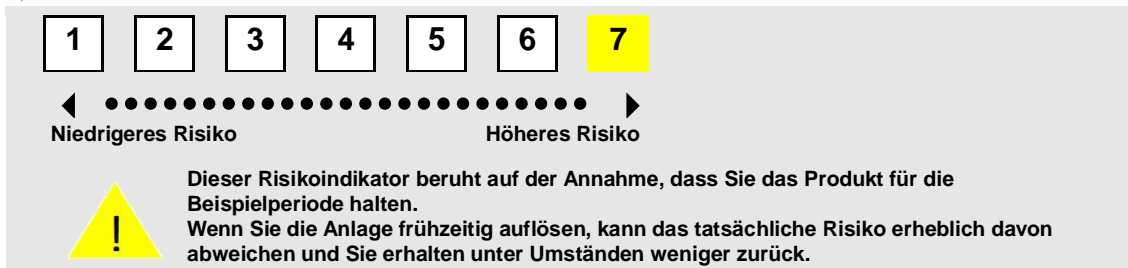 1 2 3 4 5 6 7
Niedrigeres Risiko Höheres Risiko
Dieser Risikoindikator beruht auf der Annahme, dass Sie das Produkt für die
Beispielperiode halten.
Wenn Sie die Anlage frühzeitig auflösen, kann das tatsächliche Risiko erheblich davon
abweichen und Sie erhalten unter Umständen weniger zurück.
!